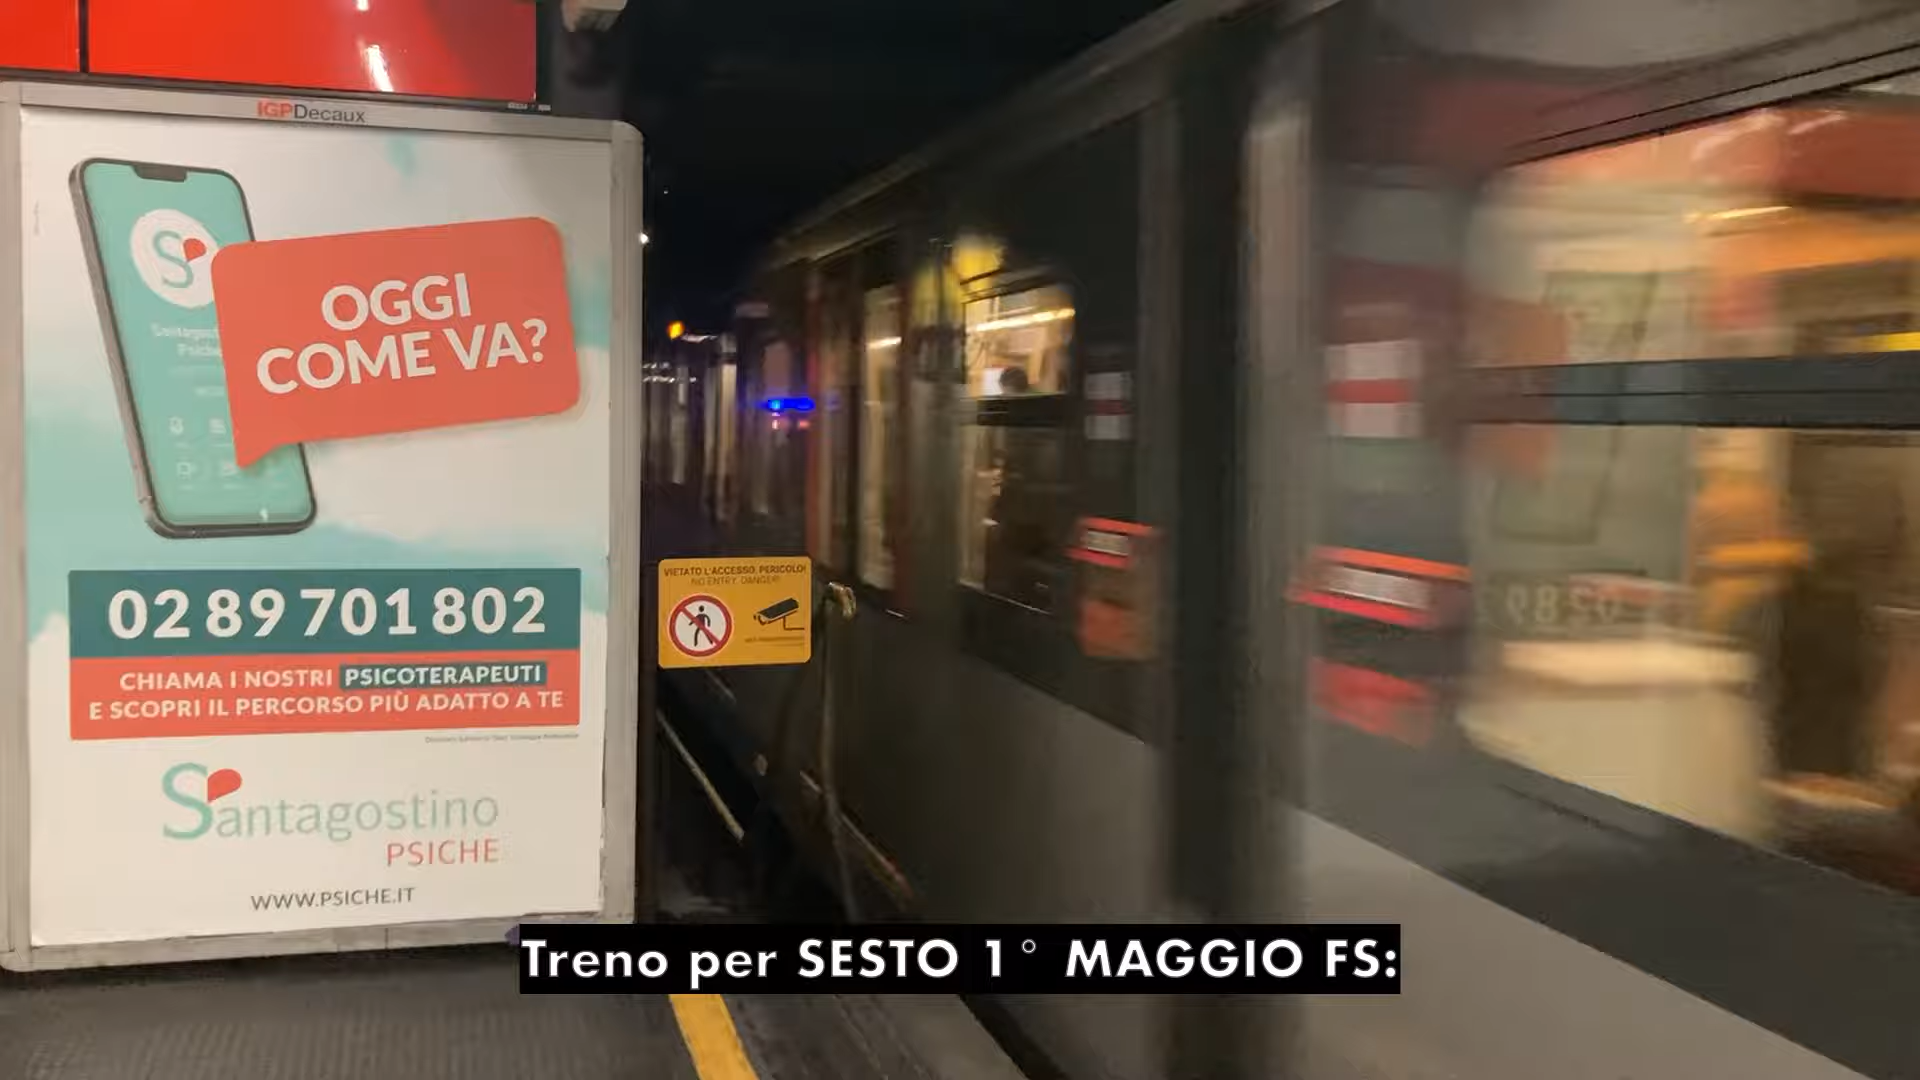 IGPDecaux
OGGI
COME VA?
02 89 701 802
CHIAMA I NOSTRI PSICOTERAPEUTI
E SCOPRI IL PERCORSO PIÙ ADATTO A TE
Santagostino
PSICHE
WWW.PSICHE.IT
VIETATO L'ACCESSO, PERICOLO!
NO ENTRY, DANGER!
Treno per SESTO 1° MAGGIO FS: